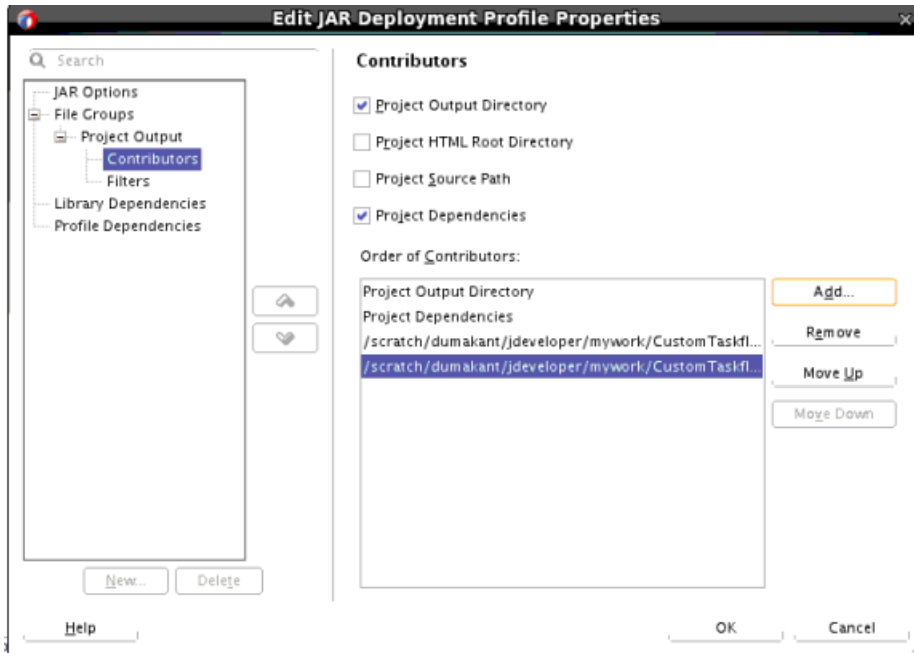 Edit JAR Deployment Profile Properties
Search
JAR Options
File Groups
Project Output
Contributors
Filters
Library Dependencies
Profile Dependencies
New...
Delete
Contributors
Project Output Directory
Project HTML Root Directory
Project Source Path
Project Dependencies
Order of Contributors:
Project Output Directory
Project Dependencies
/scratch/dumakant/jdeveloper/mywork/CustomTaskfl...
/scratch/dumakant/jdeveloper/mywork/CustomTaskfl...
Add...
Remove
Move Up
Move Down
Help
OK
Cancel